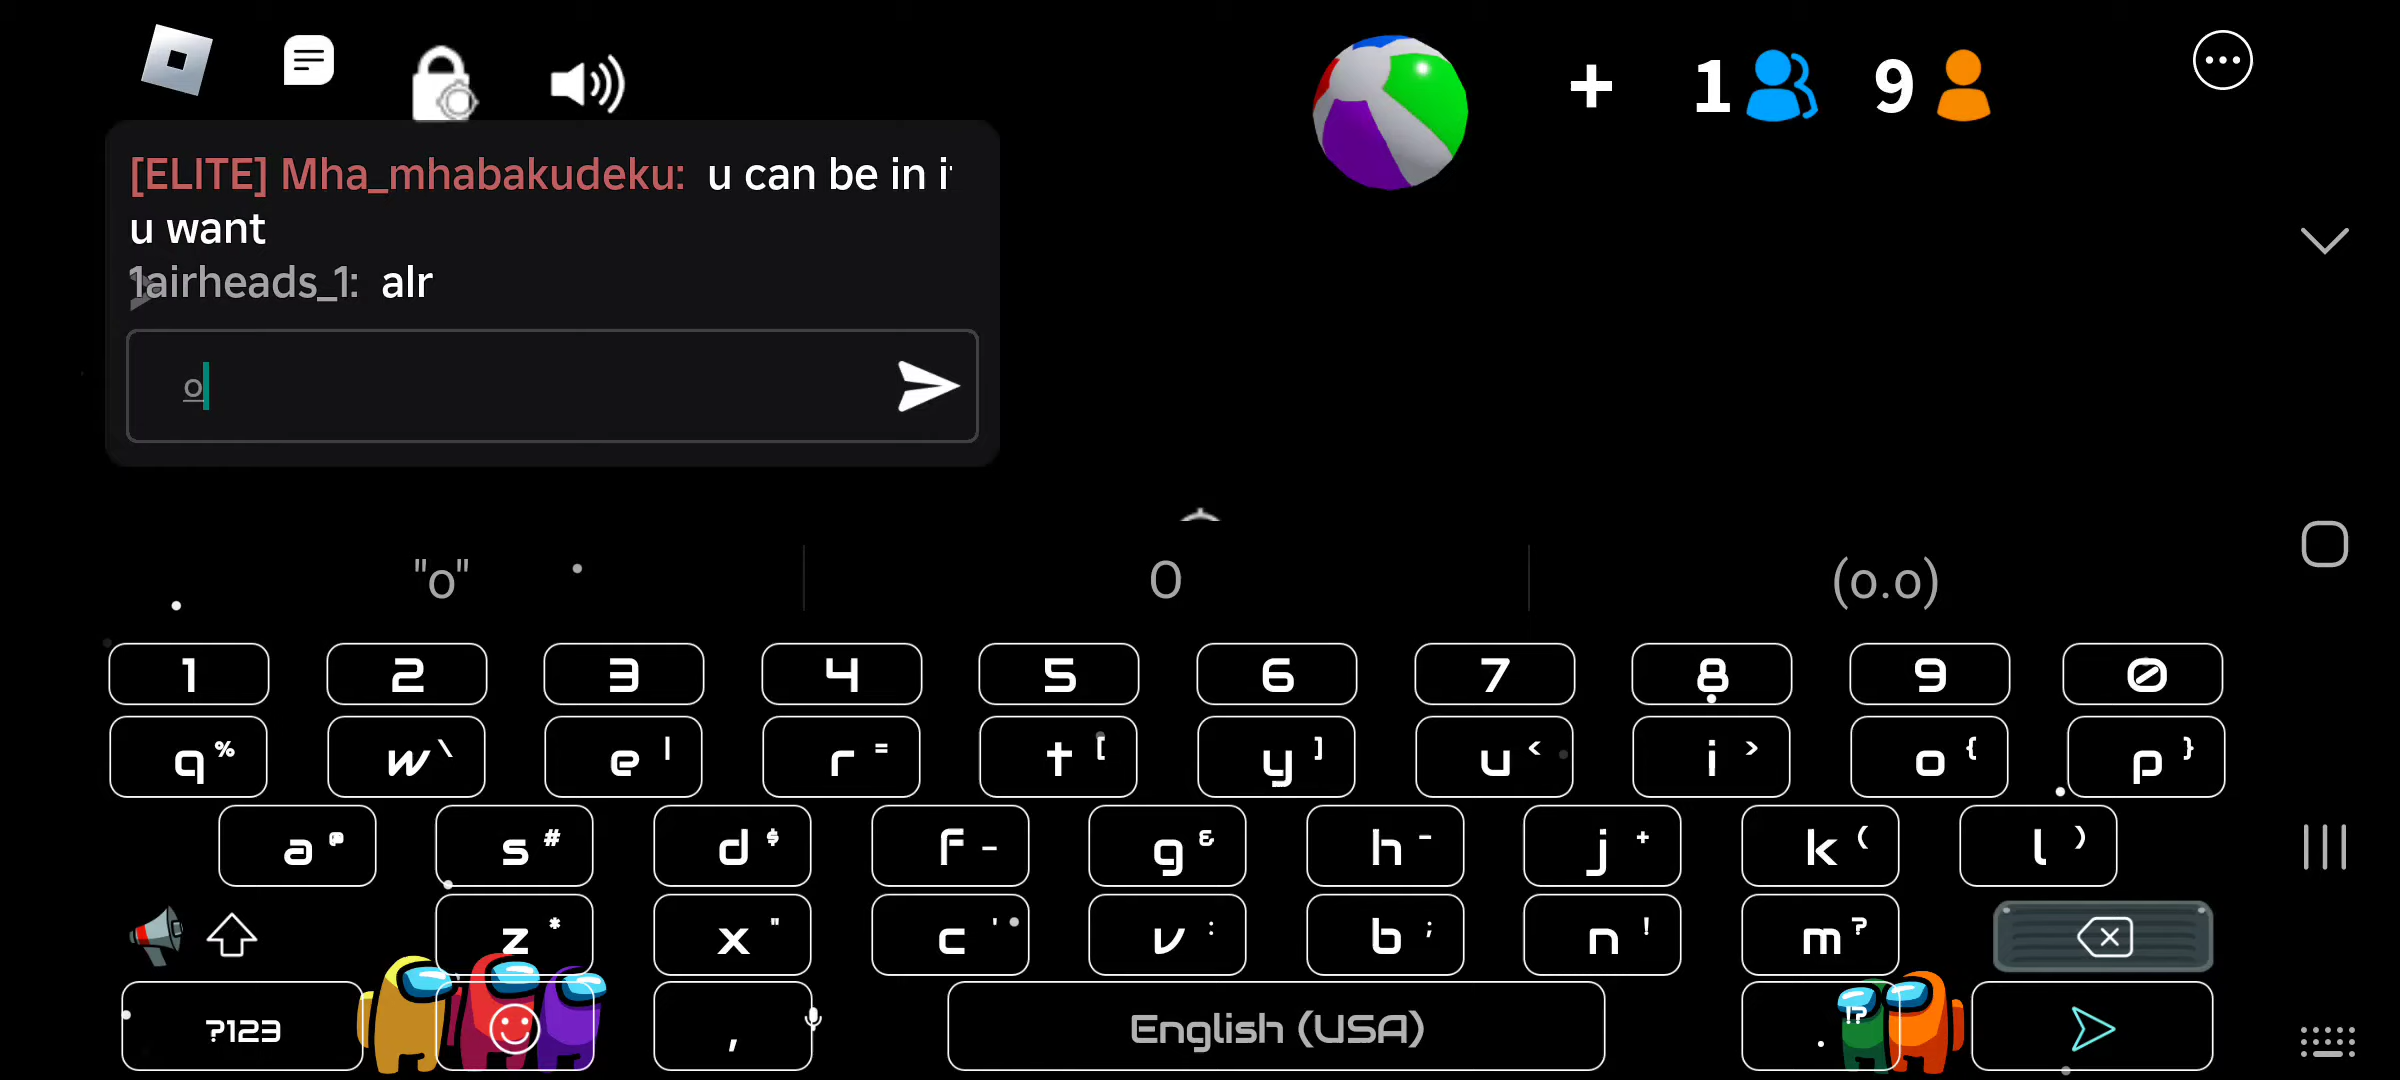 + 1 9
[ELITE] Mha_mhabakudeku: u can be in
u want
1airheads_1: alr
o
"o" O (o.o)
1 2 3 4 5 6 7 8 9 0
q % w \ e | r = t [ y ] u < i > o { p }
a @ s # d $ f - g & h - j + k ( l )
z * x " c ' v : b ; n ! m ?
?123 , English (USA) . !?